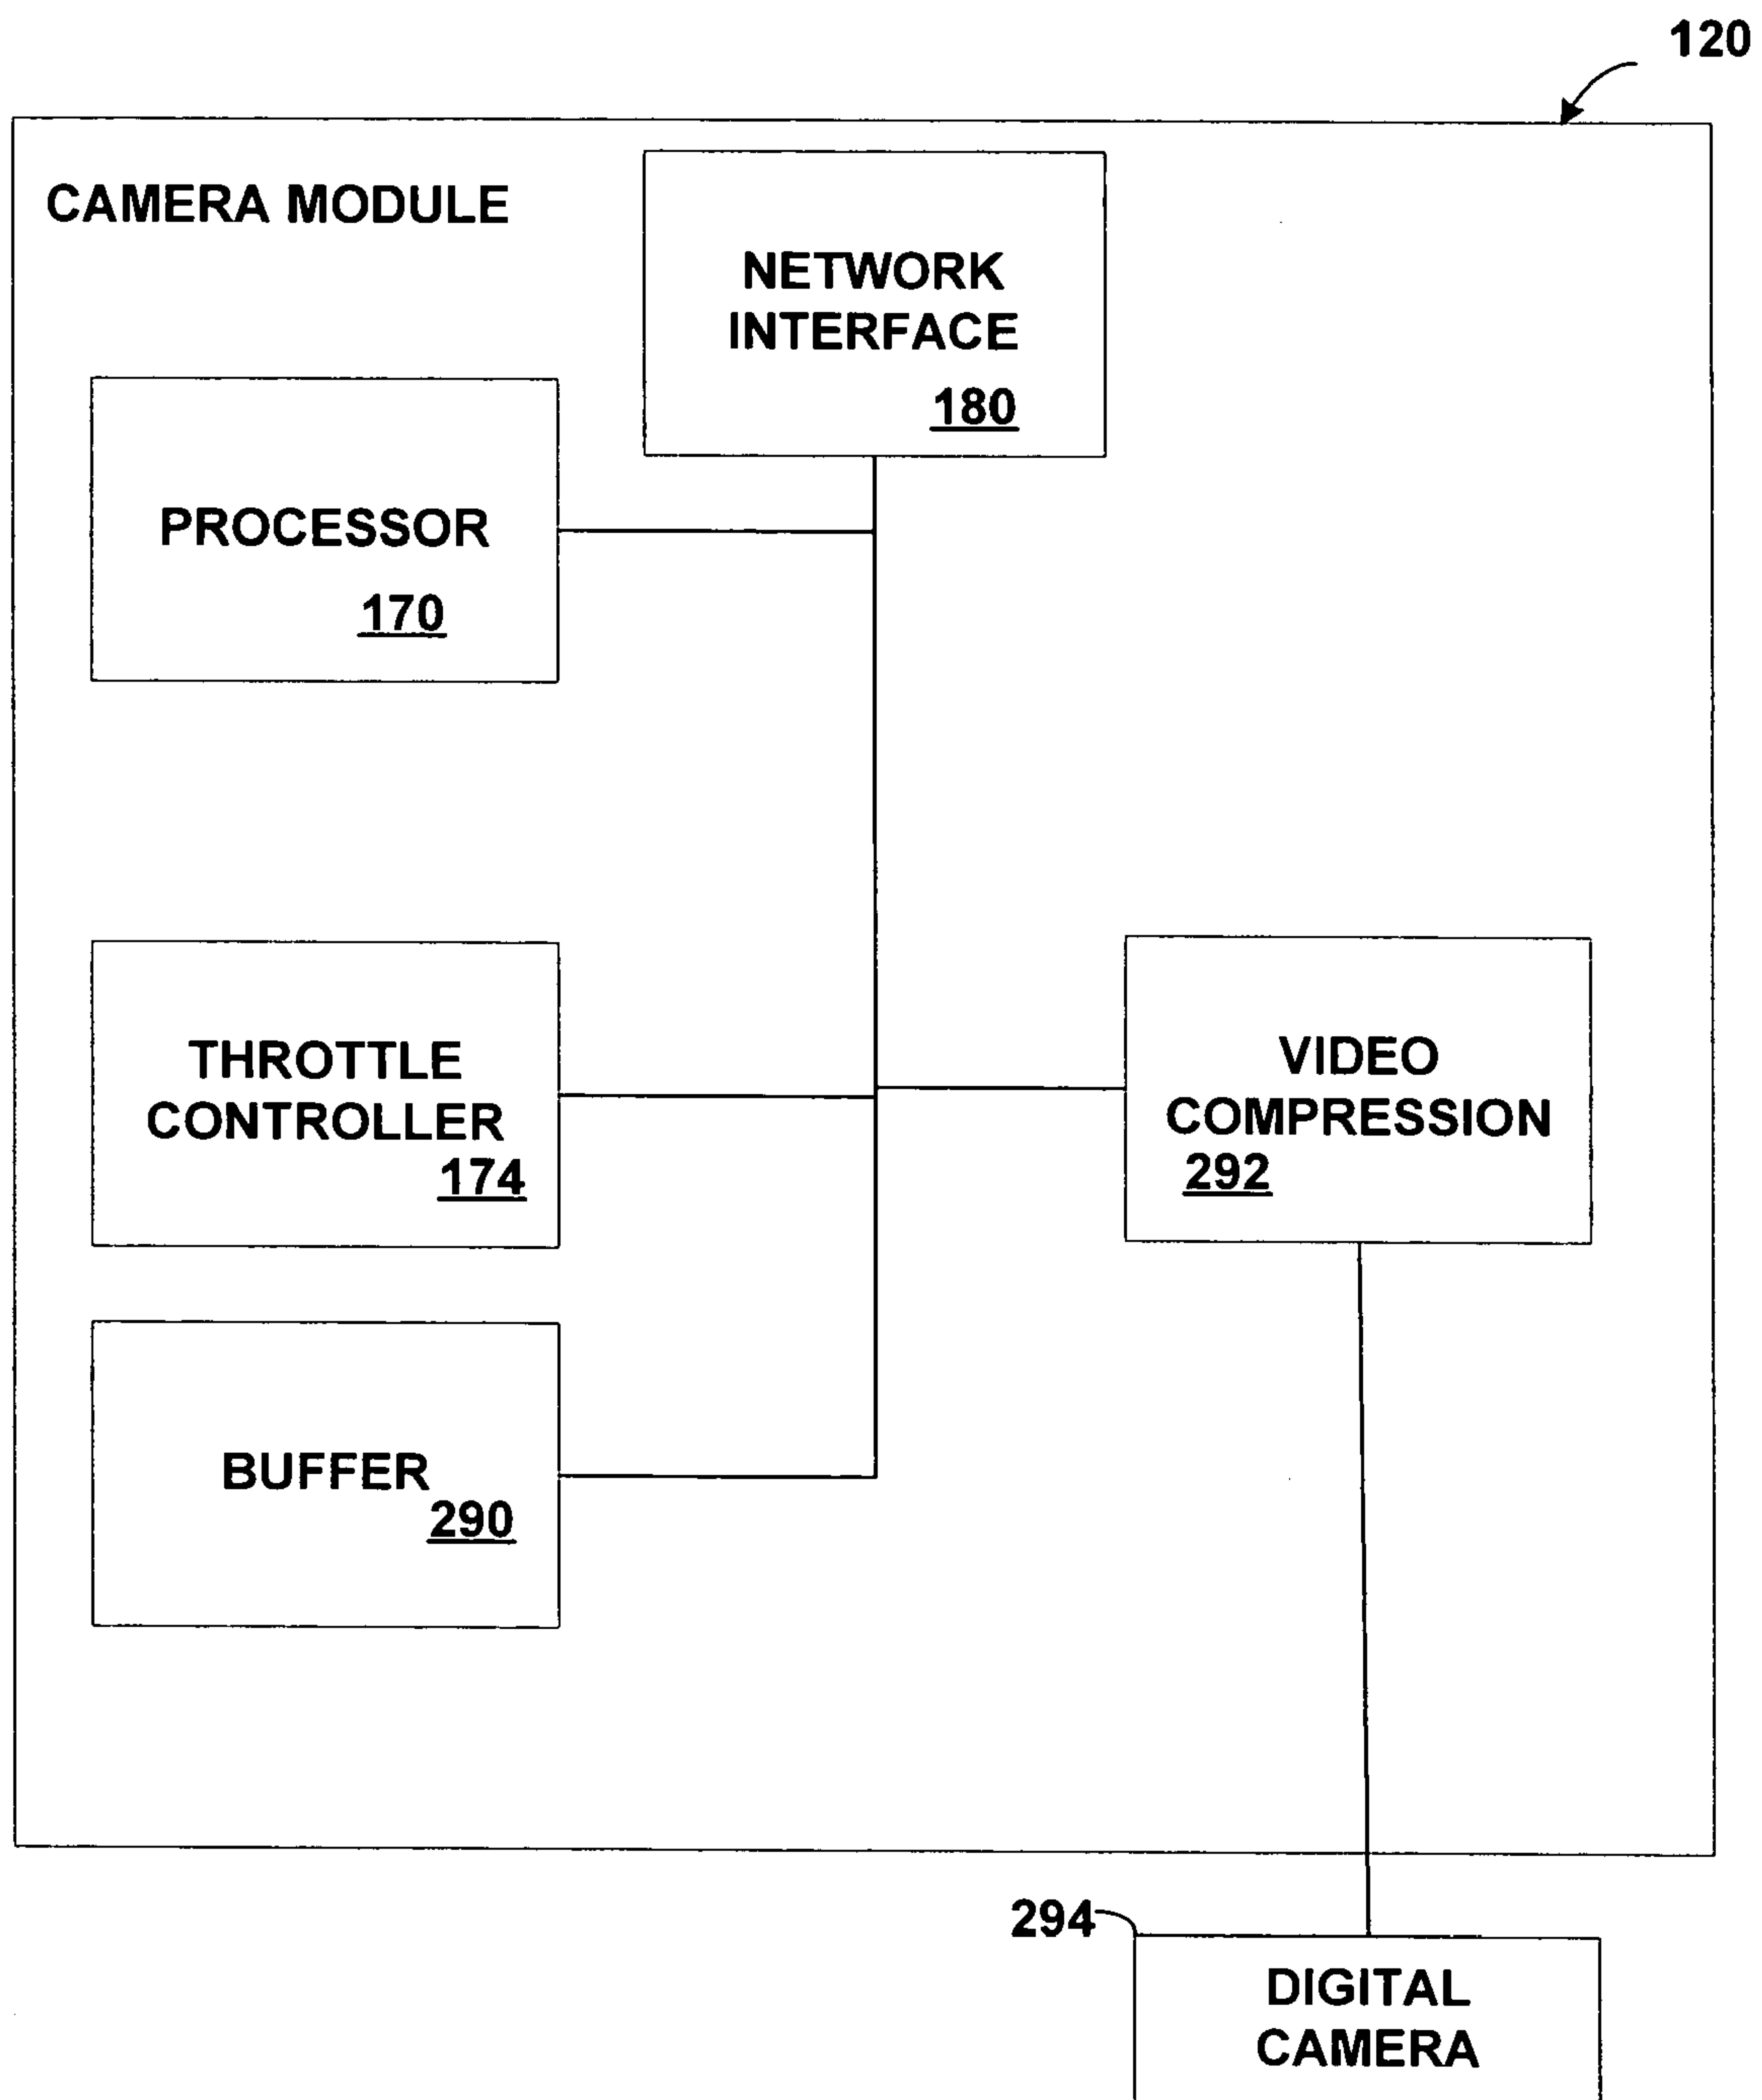 120
CAMERA MODULE
NETWORK
INTERFACE
180
PROCESSOR
170
THROTTLE
CONTROLLER
174
VIDEO
COMPRESSION
292
BUFFER
290
294
DIGITAL
CAMERA